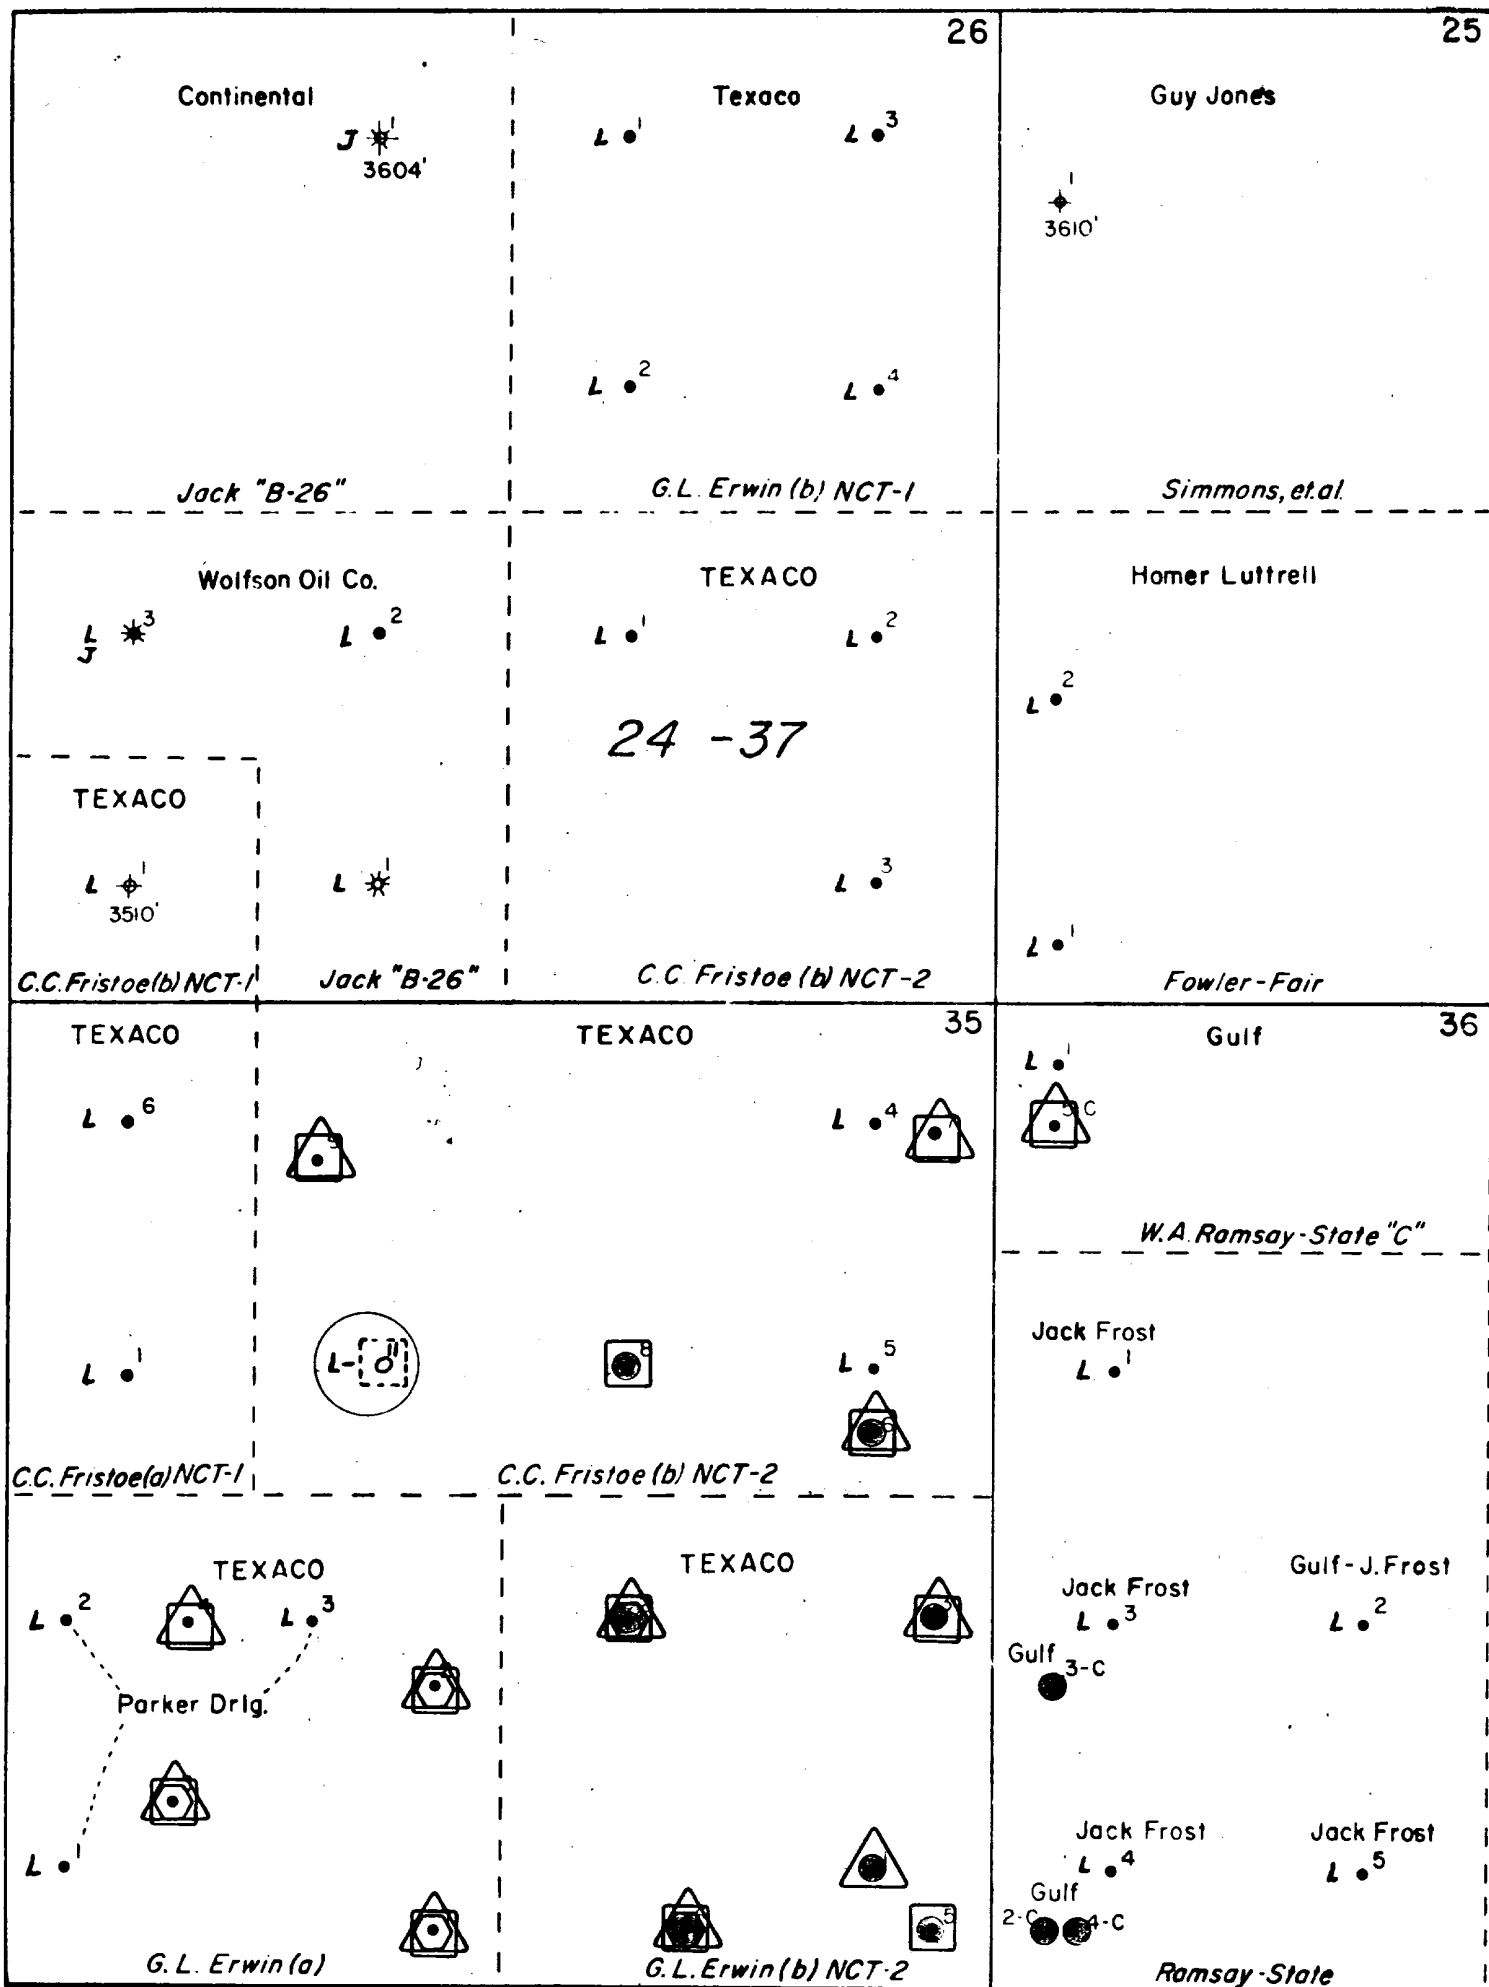 26
25
Continental
Texaco
Guy Jones
J 1
3604'
L 1
L 3
1
3610'
L 2
L 4
Jack "B-26"
G.L. Erwin (b) NCT-1
Simmons, et.al.
Wolfson Oil Co.
TEXACO
Homer Luttrell
L
J
3
L 2
L 1
L 2
L 2
24 -37
TEXACO
L 1
3510'
L 1
L 3
L 1
C.C. Fristoe (b) NCT-1
Jack "B-26"
C.C. Fristoe (b) NCT-2
Fowler-Fair
TEXACO
TEXACO
35
Gulf
36
L 1
L 6
9
L 4
7
5-C
W.A. Ramsay-State "C"
Jack Frost
L 1
L 1
L- 11
8
L 5
6
C.C. Fristoe (a) NCT-1
C.C. Fristoe (b) NCT-2
TEXACO
TEXACO
Gulf-J. Frost
Jack Frost
L 2
4
L 3
3
L 3
L 2
Gulf
3-C
Parker Drlg.
Jack Frost
Jack Frost
L 1
L 4
L 5
Gulf
2-C
4-C
5
G.L. Erwin (a)
G.L. Erwin (b) NCT-2
Ramsay-State